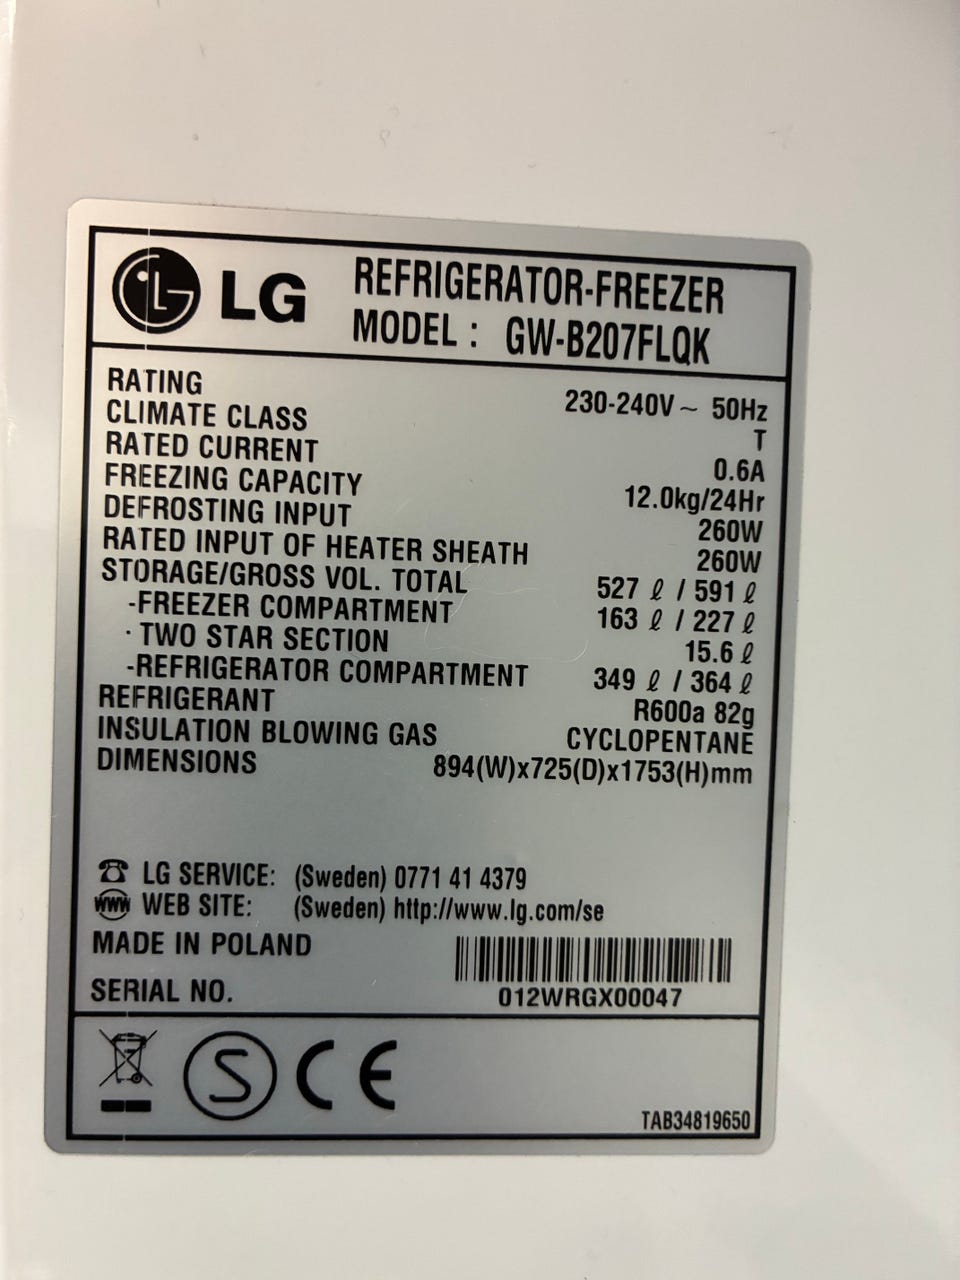 LG REFRIGERATOR-FREEZER
MODEL : GW-B207FLQK
RATING 230-240V ~ 50Hz
CLIMATE CLASS T
RATED CURRENT 0.6A
FREEZING CAPACITY 12.0kg/24Hr
DEFROSTING INPUT 260W
RATED INPUT OF HEATER SHEATH 260W
STORAGE/GROSS VOL. TOTAL 527 ℓ / 591 ℓ
-FREEZER COMPARTMENT 163 ℓ / 227 ℓ
· TWO STAR SECTION 15.6 ℓ
-REFRIGERATOR COMPARTMENT 349 ℓ / 364 ℓ
REFRIGERANT R600a 82g
INSULATION BLOWING GAS CYCLOPENTANE
DIMENSIONS 894(W)x725(D)x1753(H)mm
LG SERVICE: (Sweden) 0771 41 4379
WWW WEB SITE: (Sweden) http://www.lg.com/se
MADE IN POLAND
SERIAL NO. 012WRGX00047
S CE
TAB34819650